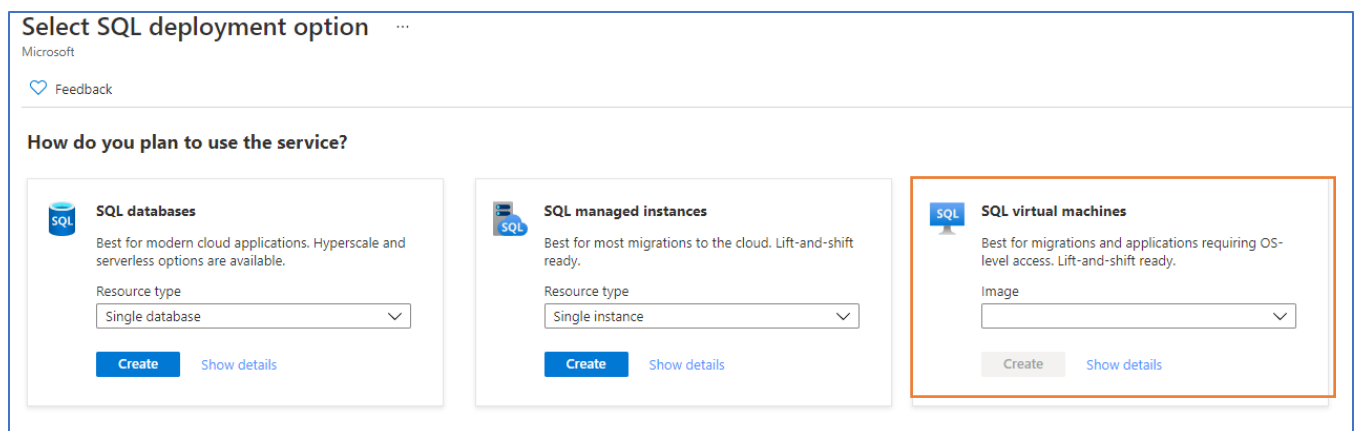 Select SQL deployment option ...
Microsoft
Feedback
How do you plan to use the service?
SQL
SQL databases
Best for modern cloud applications. Hyperscale and
serverless options are available.
Resource type
Single database
Create Show details
SQL
SQL managed instances
Best for most migrations to the cloud. Lift-and-shift
ready.
Resource type
Single instance
Create Show details
SQL
SQL virtual machines
Best for migrations and applications requiring OS-
level access. Lift-and-shift ready.
Image
Create Show details